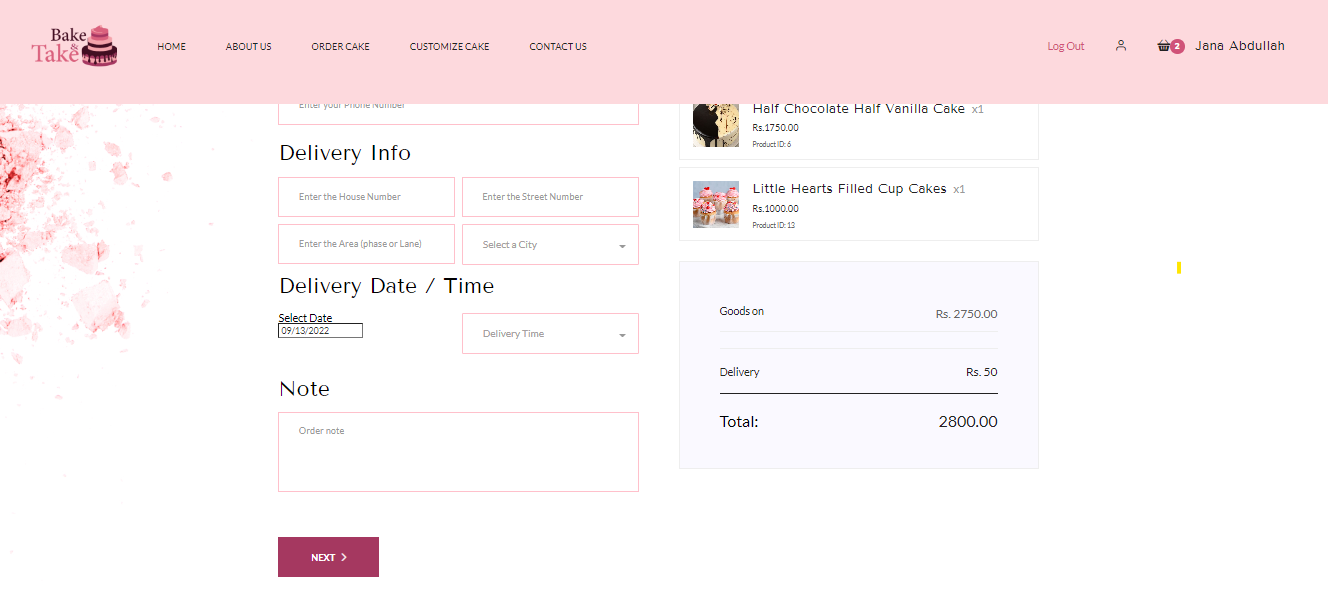 Bake
& Take
HOME
ABOUT US
ORDER CAKE
CUSTOMIZE CAKE
CONTACT US
Log Out
2
Jana Abdullah
Enter your Phone Number
Delivery Info
Enter the House Number
Enter the Street Number
Enter the Area (phase or Lane)
Select a City
Delivery Date / Time
Select Date
09/13/2022
Delivery Time
Note
Order note
NEXT
Half Chocolate Half Vanilla Cake x1
Rs.1750.00
Product ID: 6
Little Hearts Filled Cup Cakes x1
Rs.1000.00
Product ID: 13
Goods on Rs. 2750.00
Delivery Rs. 50
Total: 2800.00